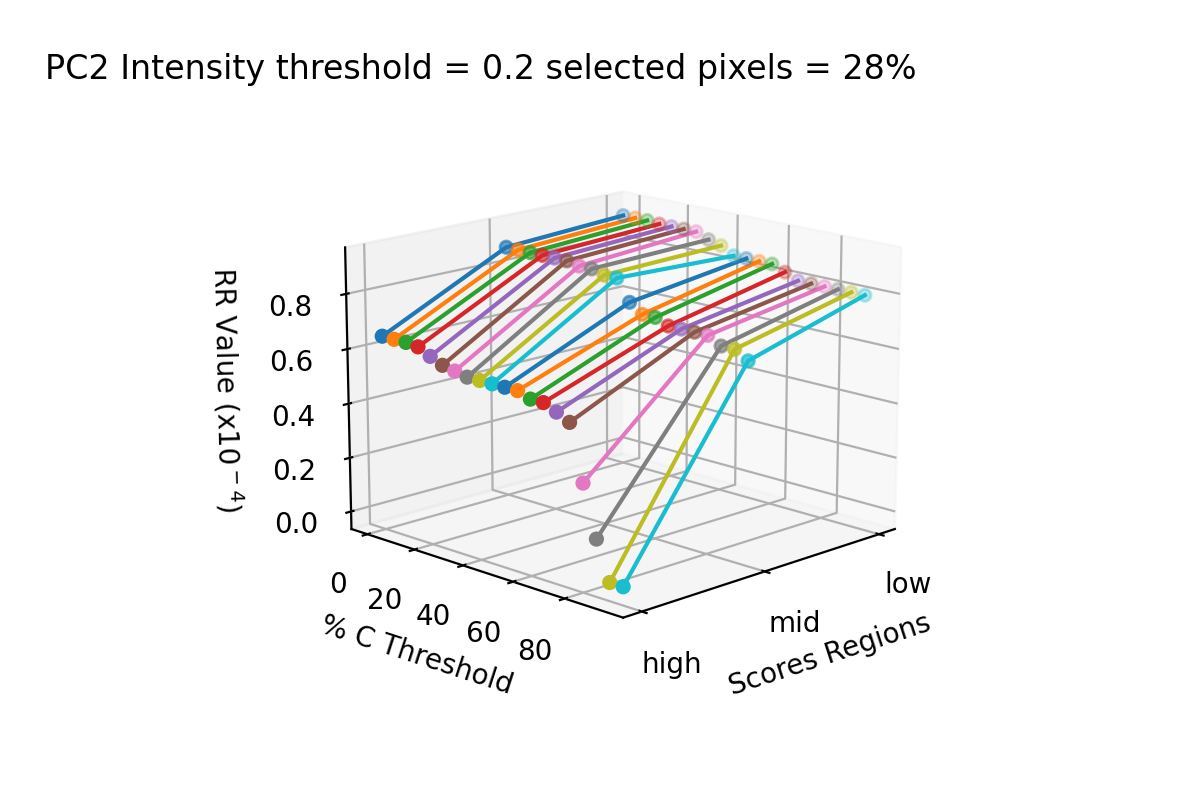 PC2 Intensity threshold = 0.2 selected pixels = 28%
RR Value (x10⁻⁴)
0.8
0.6
0.4
0.2
0.0
0
20
40
60
80
% C Threshold
high
mid
low
Scores Regions